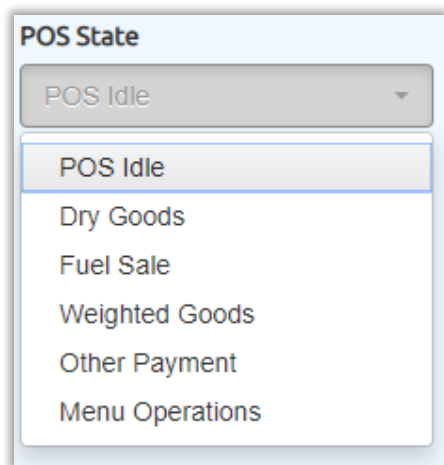 POS State
POS Idle
POS Idle
Dry Goods
Fuel Sale
Weighted Goods
Other Payment
Menu Operations